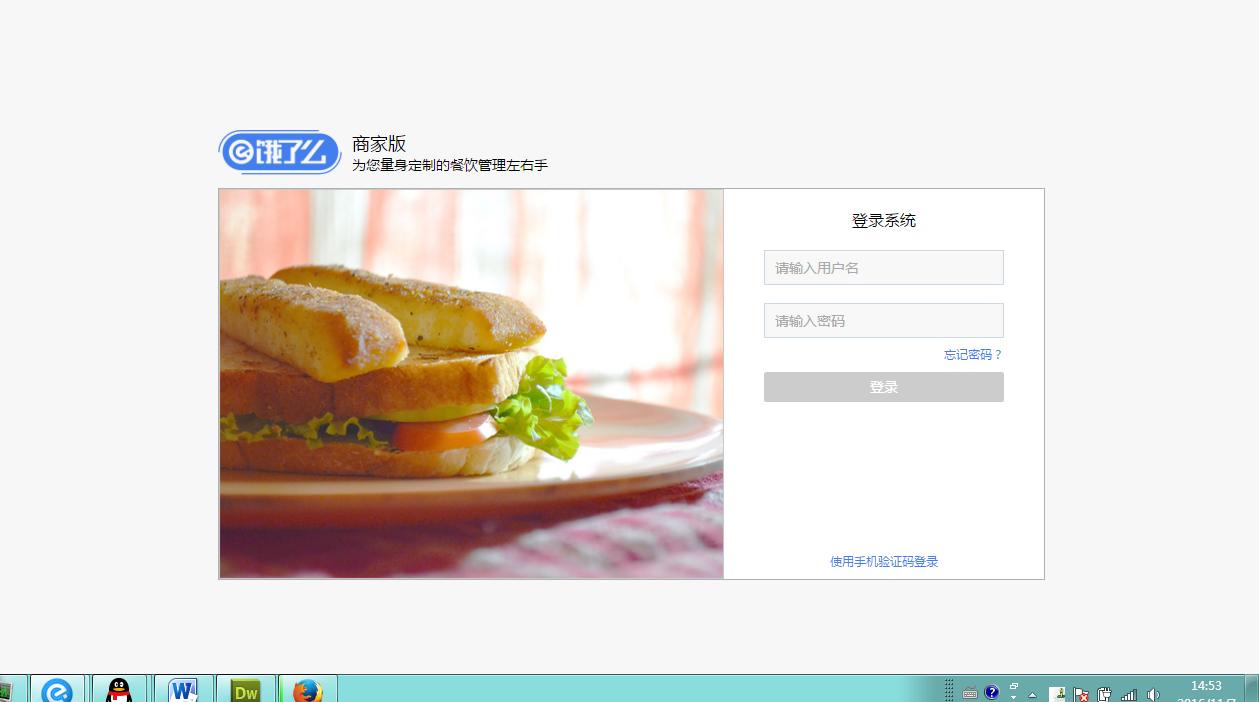 饿了么
商家版
为您量身定制的餐饮管理左右手
登录系统
请输入用户名
请输入密码
忘记密码？
登录
使用手机验证码登录
W
Dw
14:53